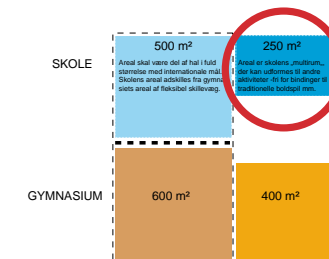 SKOLE
500 m²
Areal skal være del af hal i fuld
størrelse med internationale mål.
Skolens areal adskilles fra gymna
siets areal af fleksibel skillevæg.
250 m²
Areal er skolens „multirum„,
der kan udformes til andre
aktiviteter -fri for bindinger til
traditionelle boldspil mm.
GYMNASIUM
600 m²
400 m²